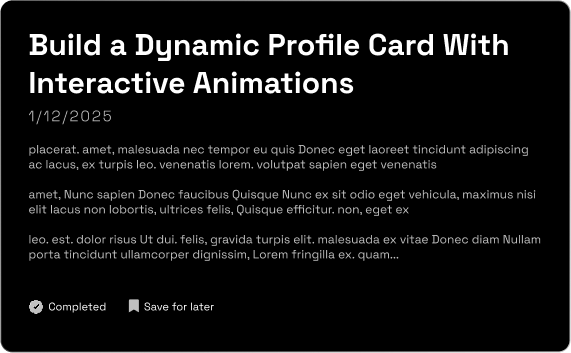 Build a Dynamic Profile Card With
Interactive Animations
1/12/2025
placerat. amet, malesuada nec tempor eu quis Donec eget laoreet tincidunt adipiscing
ac lacus, ex turpis leo. venenatis lorem. volutpat sapien eget venenatis
amet, Nunc sapien Donec faucibus Quisque Nunc ex sit odio eget vehicula, maximus nisi
elit lacus non lobortis, ultrices felis, Quisque efficitur. non, eget ex
leo. est. dolor risus Ut dui. felis, gravida turpis elit. malesuada ex vitae Donec diam Nullam
porta tincidunt ullamcorper dignissim, Lorem fringilla ex. quam...
Completed Save for later